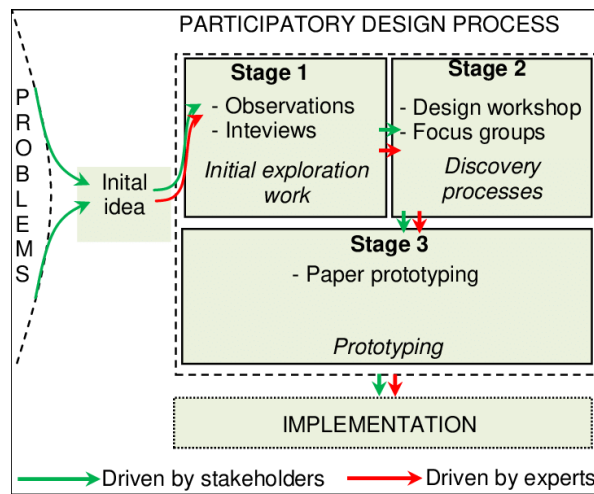 PARTICIPATORY DESIGN PROCESS
PROBLEMS
Inital
idea
Stage 1
- Observations
- Inteviews
Initial exploration
work
Stage 2
- Design workshop
- Focus groups
Discovery
processes
Stage 3
- Paper prototyping
Prototyping
IMPLEMENTATION
Driven by stakeholders
Driven by experts